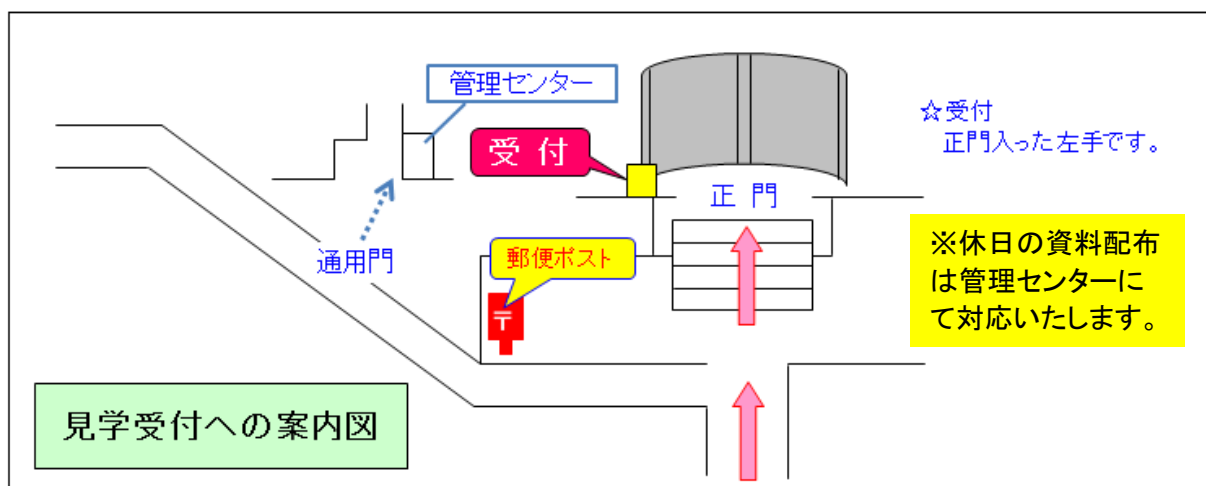 管理センター
受 付
☆受付
正門入った左手です。
正 門
通用門
郵便ポスト
〒
※休日の資料配布
は管理センターに
て対応いたします。
見学受付への案内図